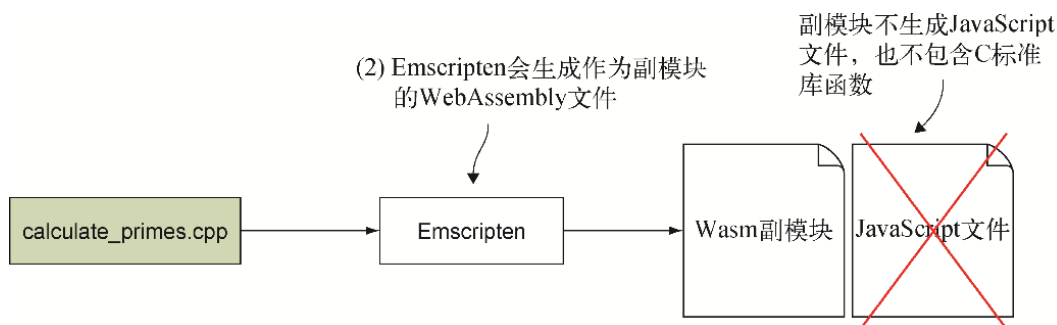 副模块不生成JavaScript
文件，也不包含C标准
库函数
(2) Emscripten会生成作为副模块
的WebAssembly文件
calculate_primes.cpp
Emscripten
Wasm副模块
JavaScript文件